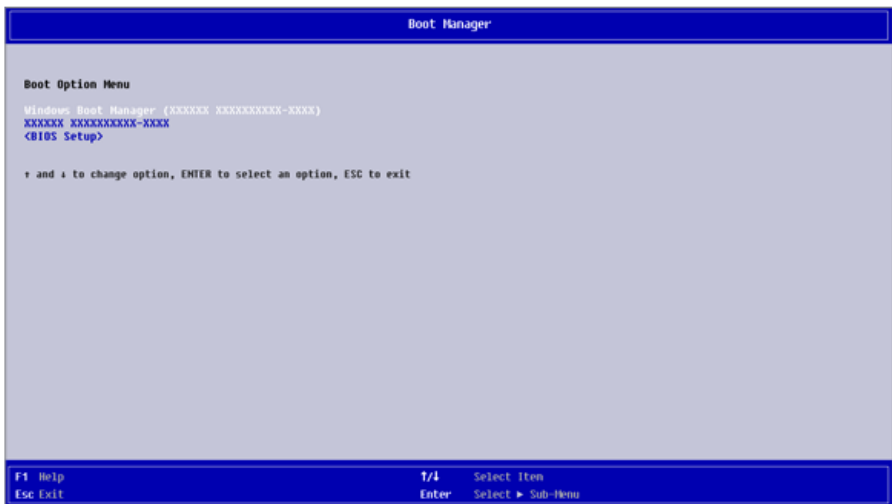 Boot Manager
Boot Option Menu
Windows Boot Manager (XXXXXX XXXXXXXXXX-XXXX)
XXXXXX XXXXXXXXXX-XXXX
<BIOS Setup>
↑ and ↓ to change option, ENTER to select an option, ESC to exit
F1 Help ↑/↓ Select Item
Esc Exit Enter Select ► Sub-Menu